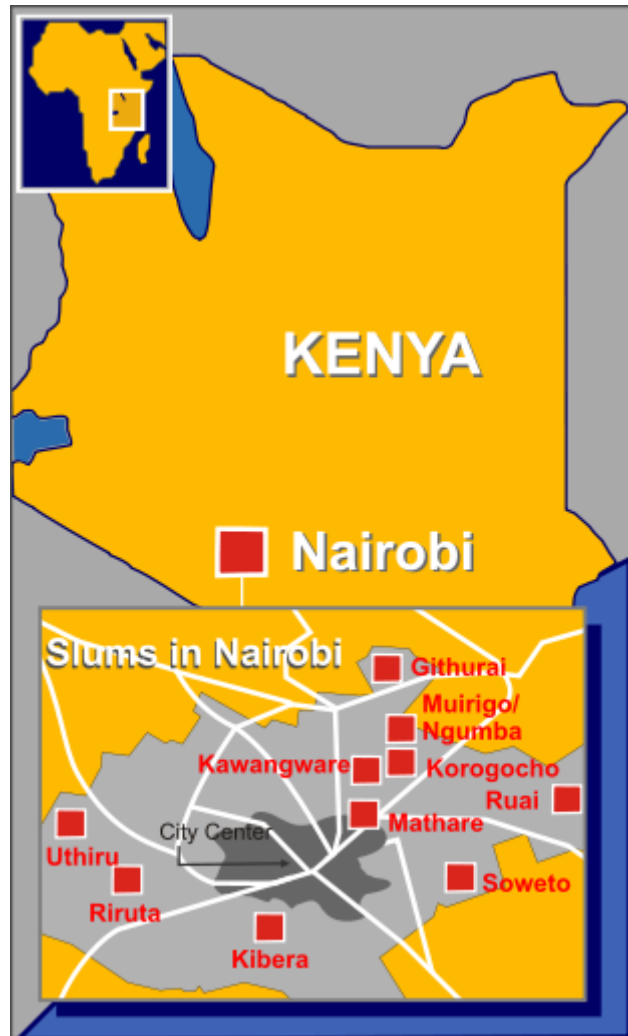 KENYA
Nairobi
Slums in Nairobi
Githurai
Muirigo/
Ngumba
Kawangware
Korogocho
Ruai
Mathare
City Center
Uthiru
Soweto
Riruta
Kibera